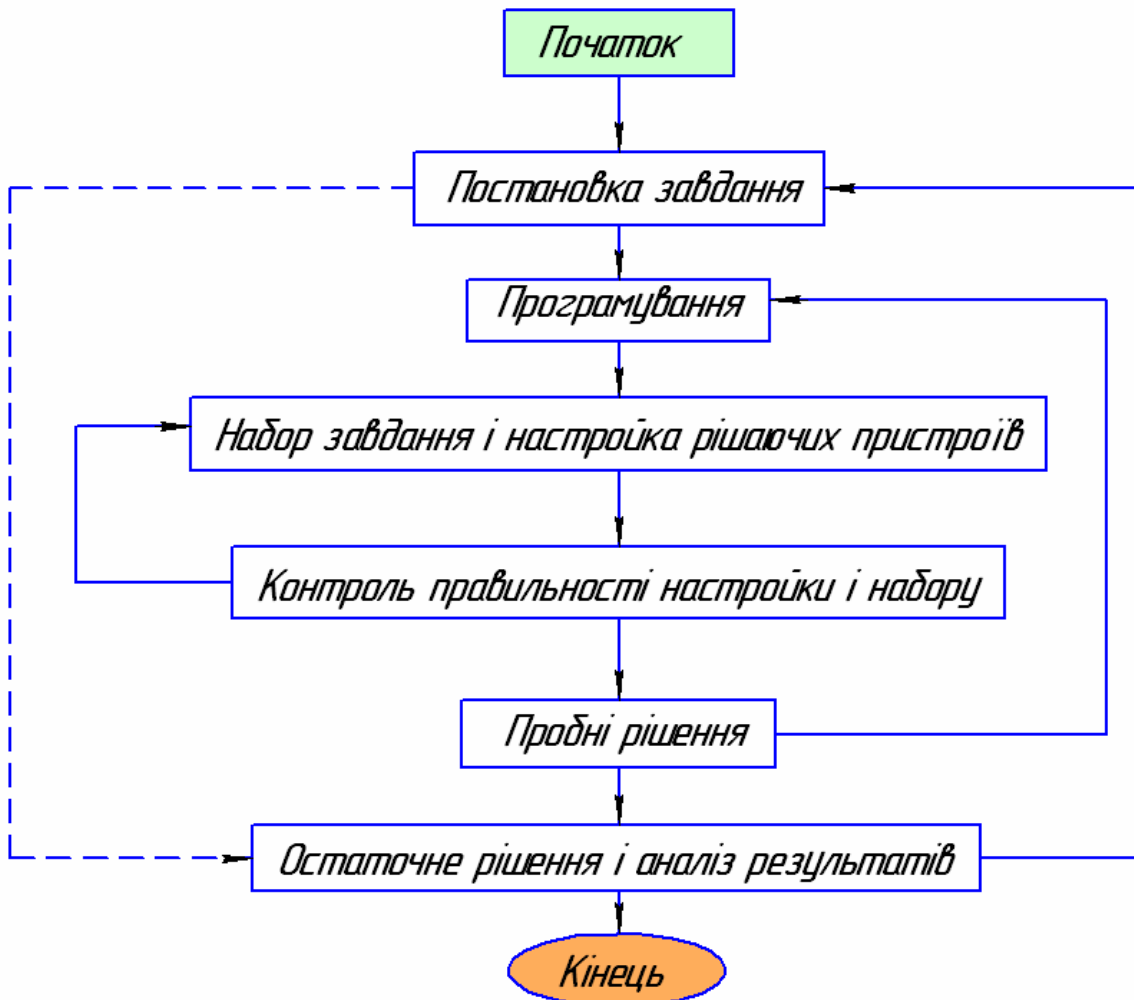 Початок
Постановка завдання
Програмування
Набор завдання і настройка рішаючих пристроїв
Контроль правильності настройки і набору
Пробні рішення
Остаточне рішення і аналіз результатів
Кінець